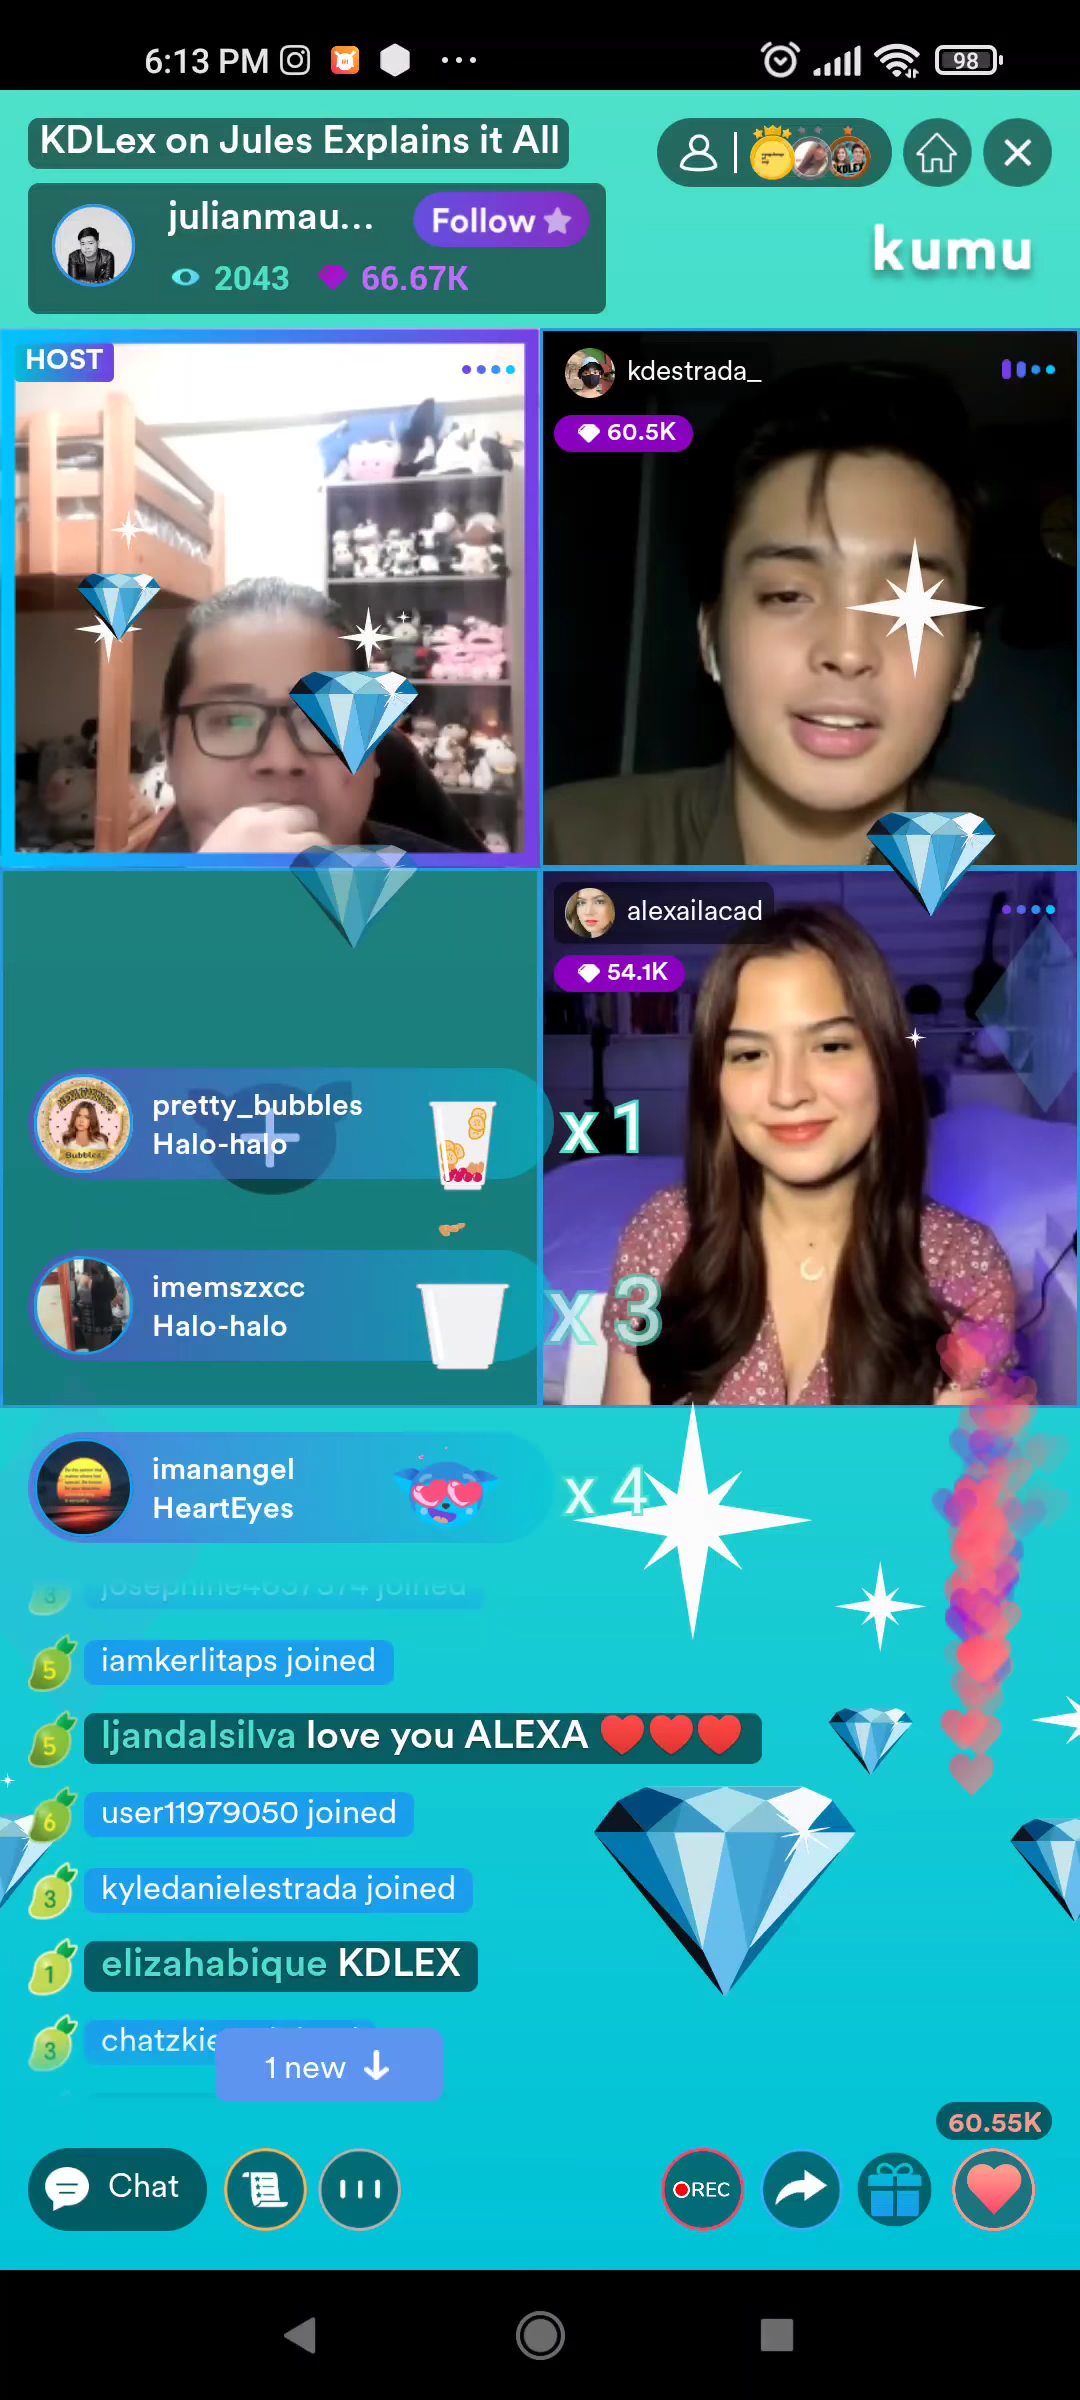 6:13 PM
98
KDLex on Jules Explains it All
julianmau...
Follow
2043
66.67K
kumu
HOST
kdestrada_
60.5K
alexailacad
54.1K
pretty_bubbles
Halo-halo
x 1
imemszxcc
Halo-halo
x 3
imanangel
HeartEyes
x 4
3
joined
5
iamkerlitaps joined
5
ljandalsilva love you ALEXA ❤️❤️❤️
6
user11979050 joined
3
kyledanielestrada joined
1
elizahabique KDLEX
3
1 new
60.55K
Chat
REC